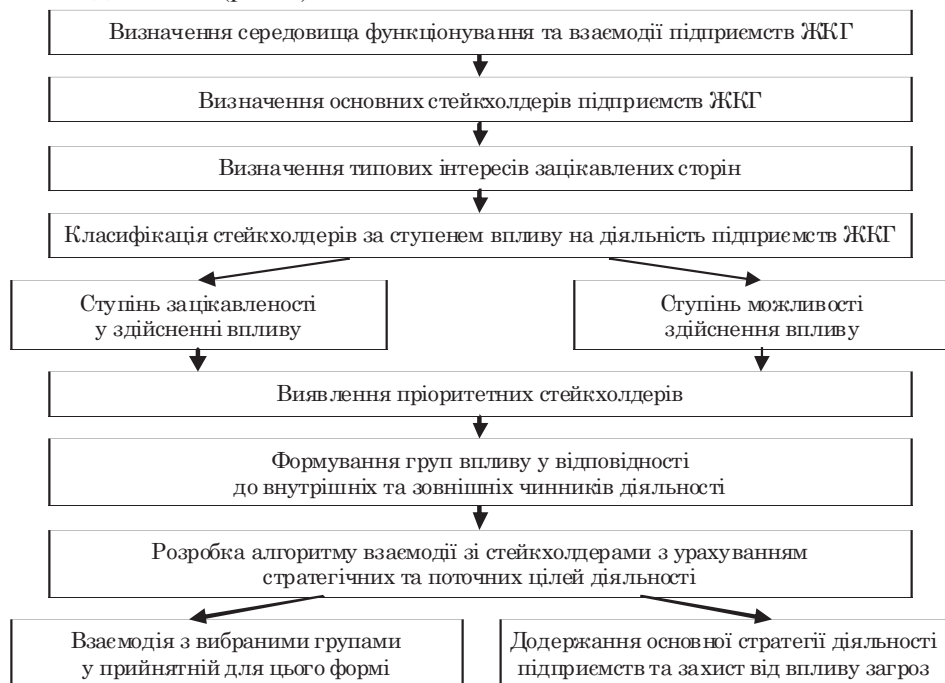 Визначення середовища функціонування та взаємодії підприємств ЖКГ
Визначення основних стейкхолдерів підприємств ЖКГ
Визначення типових інтересів зацікавлених сторін
Класифікація стейкхолдерів за ступенем впливу на діяльність підприємств ЖКГ
Ступінь зацікавленості
у здійсненні впливу
Ступінь можливості
здійснення впливу
Виявлення пріоритетних стейкхолдерів
Формування груп впливу у відповідності
до внутрішніх та зовнішніх чинників діяльності
Розробка алгоритму взаємодії зі стейкхолдерами з урахуванням
стратегічних та поточних цілей діяльності
Взаємодія з вибраними групами
у прийнятній для цього формі
Додержання основної стратегії діяльності
підприємств та захист від впливу загроз